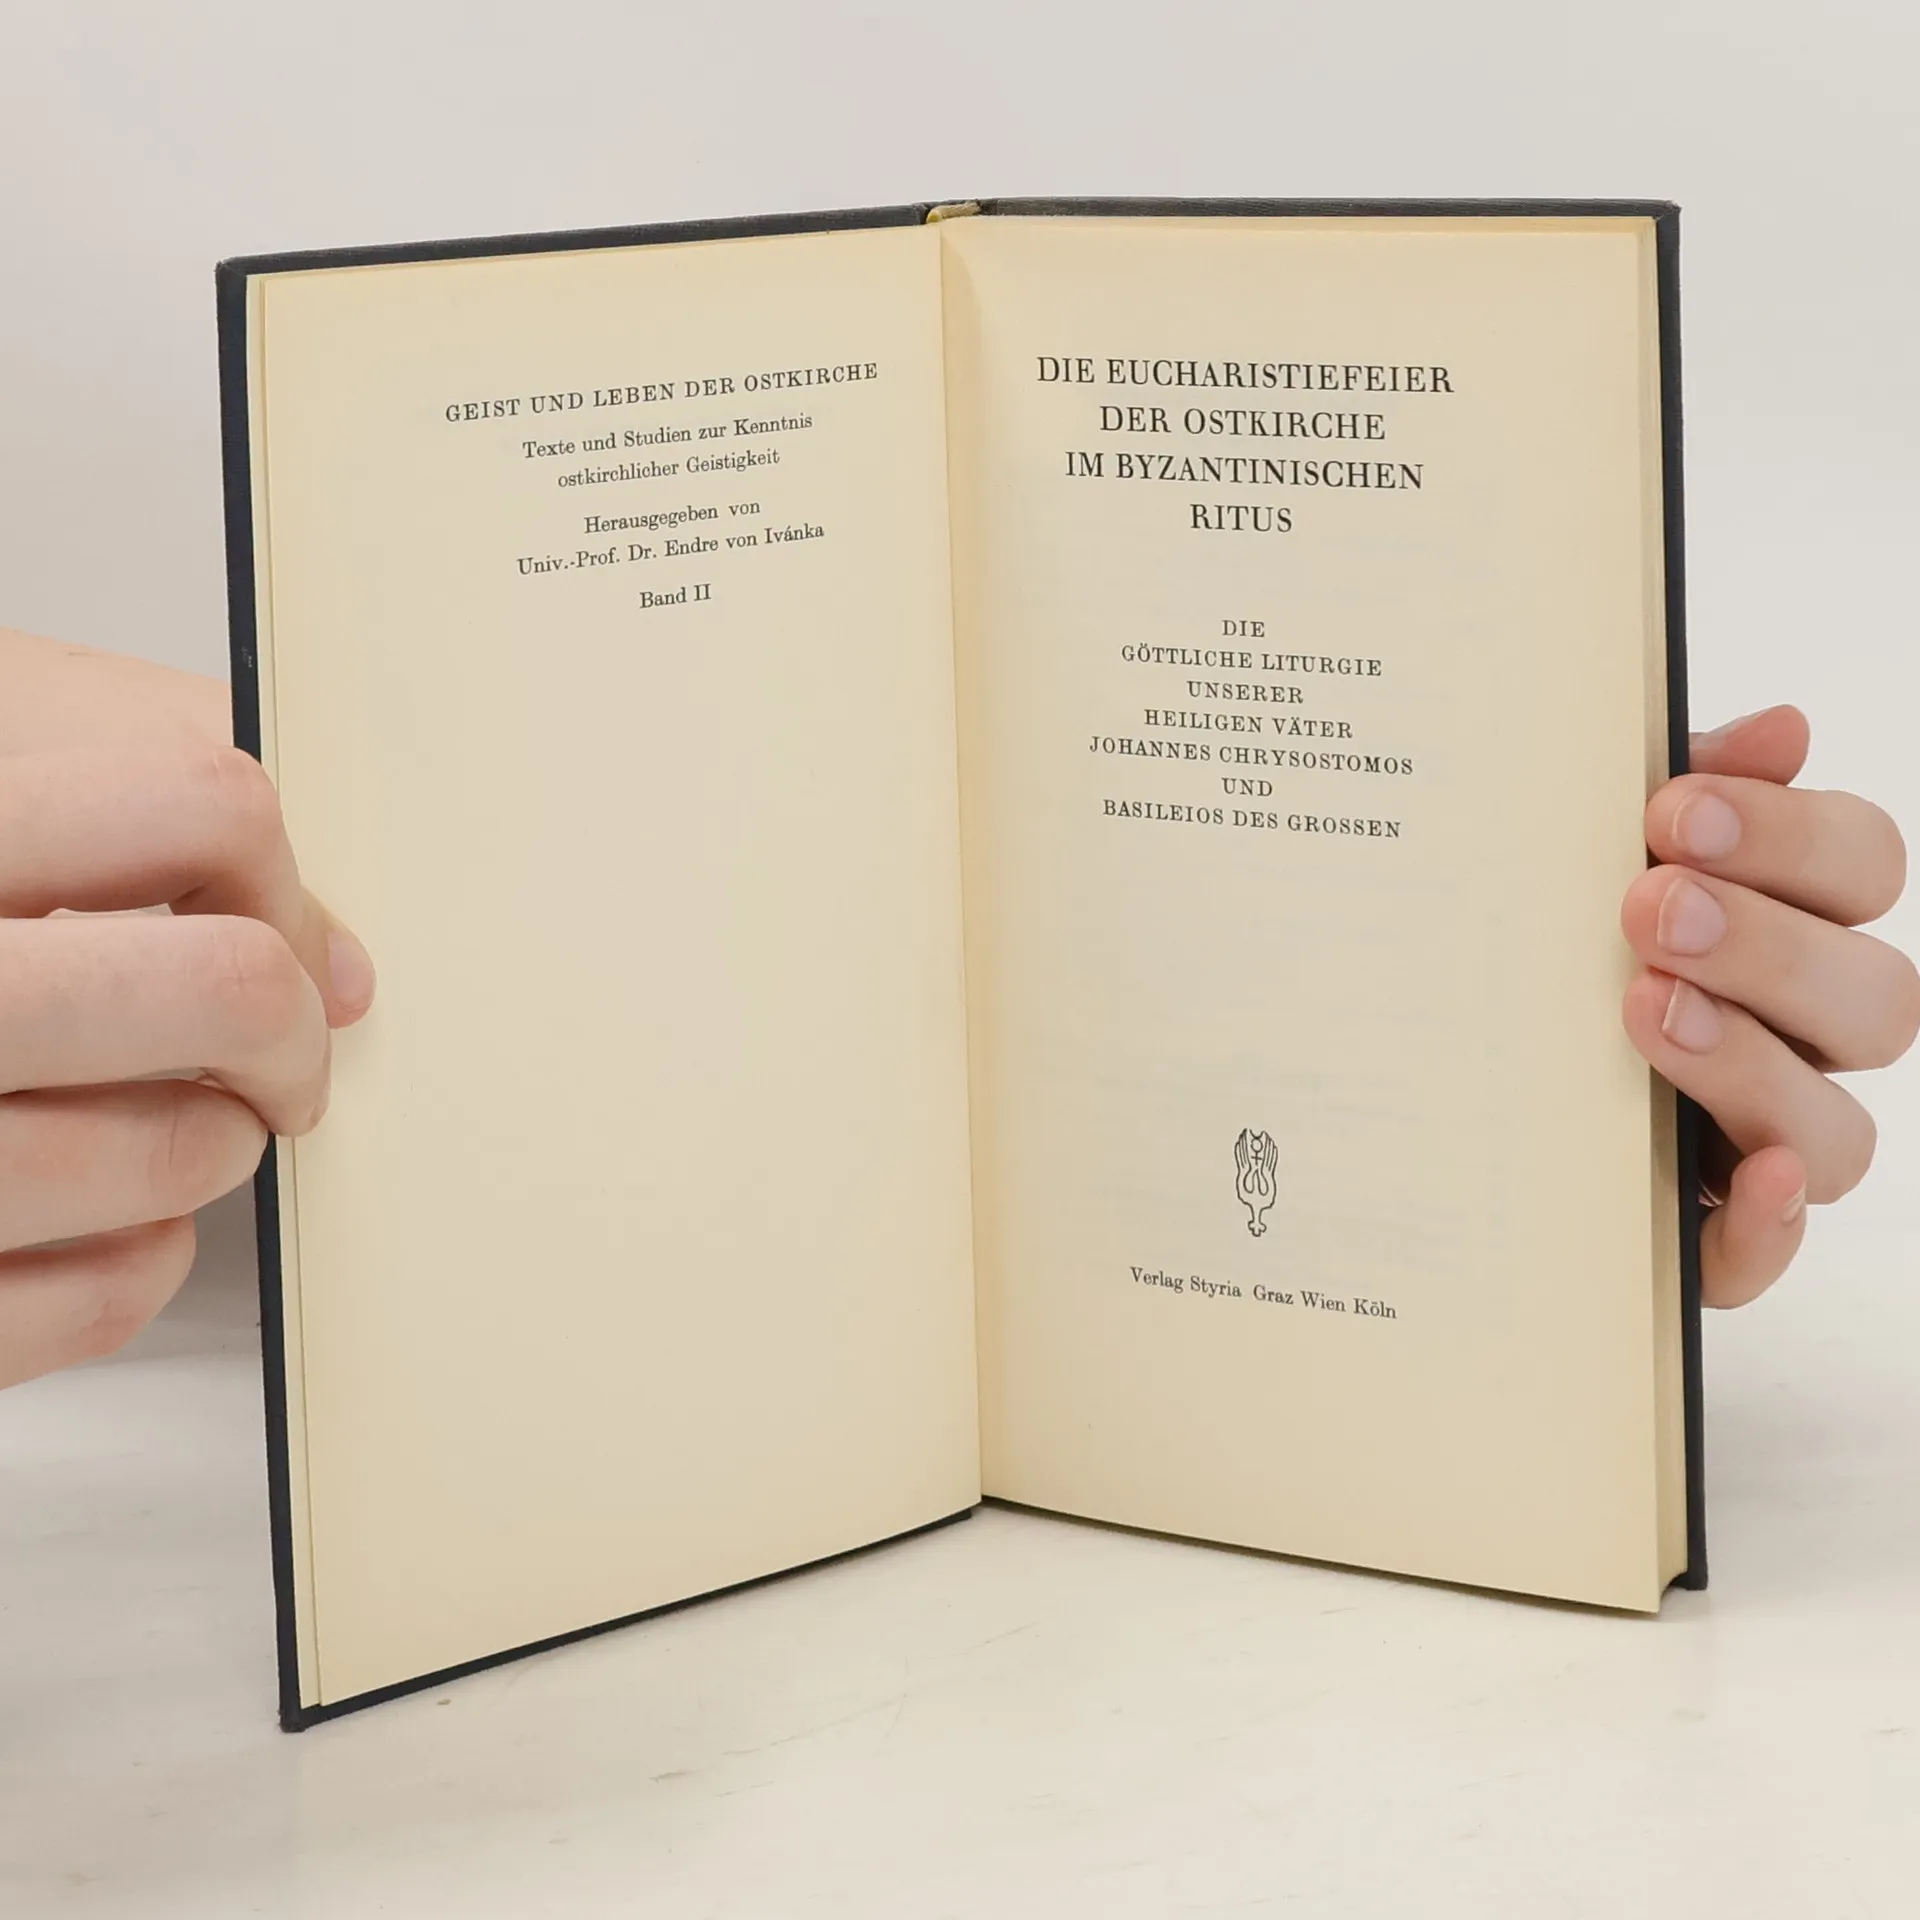 GEIST UND LEBEN DER OSTKIRCHE
Texte und Studien zur Kenntnis
ostkirchlicher Geistigkeit
Herausgegeben von
Univ.-Prof. Dr. Endre von Ivánka
Band II
DIE EUCHARISTIEFEIER
DER OSTKIRCHE
IM BYZANTINISCHEN
RITUS
DIE
GÖTTLICHE LITURGIE
UNSERER
HEILIGEN VÄTER
JOHANNES CHRYSOSTOMOS
UND
BASILEIOS DES GROSSEN
Verlag Styria Graz Wien Köln